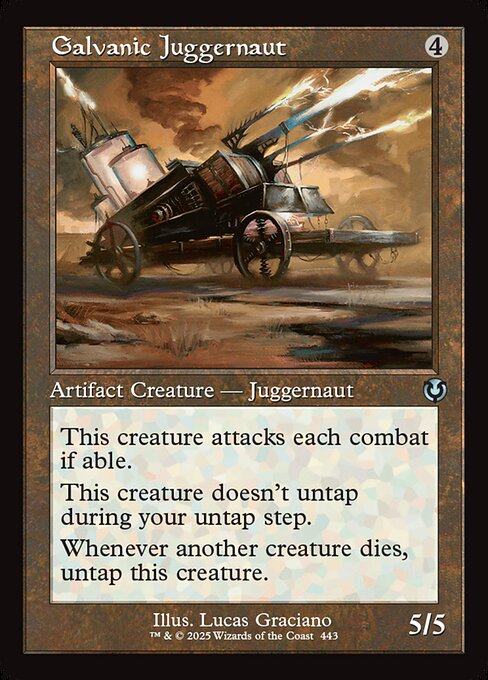 Galvanic Juggernaut 4
Artifact Creature — Juggernaut
This creature attacks each combat
if able.
This creature doesn't untap
during your untap step.
Whenever another creature dies,
untap this creature.
Illus. Lucas Graciano
™ & © 2025 Wizards of the Coast 443
5/5